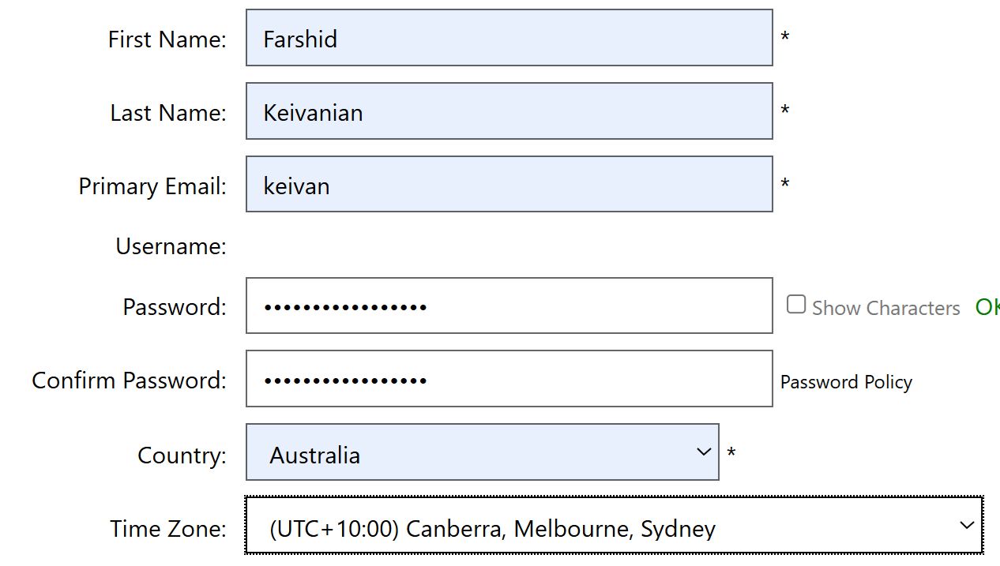 First Name: Farshid *
Last Name: Keivanian *
Primary Email: keivan *
Username:
Password: ••••••••••••••••• Show Characters OK
Confirm Password: ••••••••••••••••• Password Policy
Country: Australia *
Time Zone: (UTC+10:00) Canberra, Melbourne, Sydney